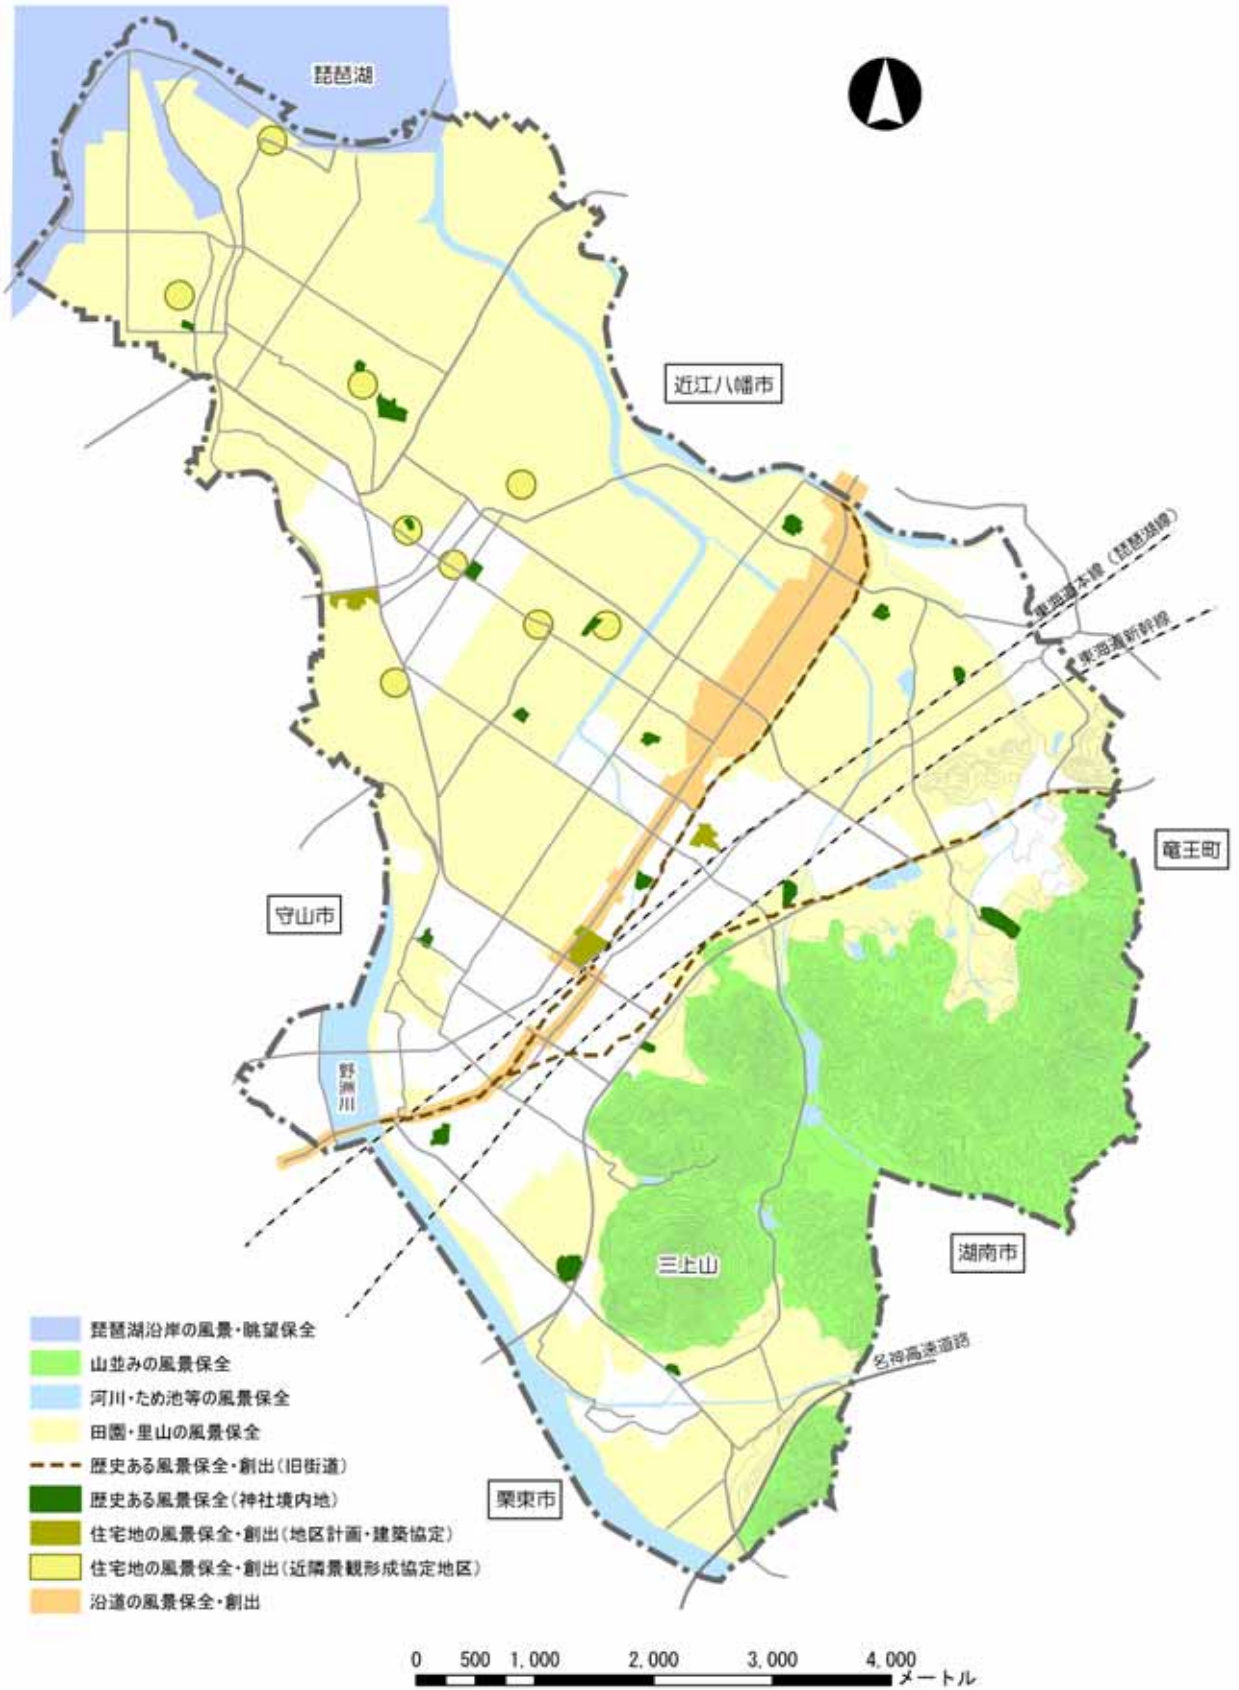 琵琶湖
近江八幡市
東海道本線（琵琶湖線）
東海道新幹線
竜王町
守山市
野洲川
湖南市
三上山
名神高速道路
栗東市
琵琶湖沿岸の風景・眺望保全
山並みの風景保全
河川・ため池等の風景保全
田園・里山の風景保全
歴史ある風景保全・創出（旧街道）
歴史ある風景保全（神社境内地）
住宅地の風景保全・創出（地区計画・建築協定）
住宅地の風景保全・創出（近隣景観形成協定地区）
沿道の風景保全・創出
0 500 1,000 2,000 3,000 4,000
メートル